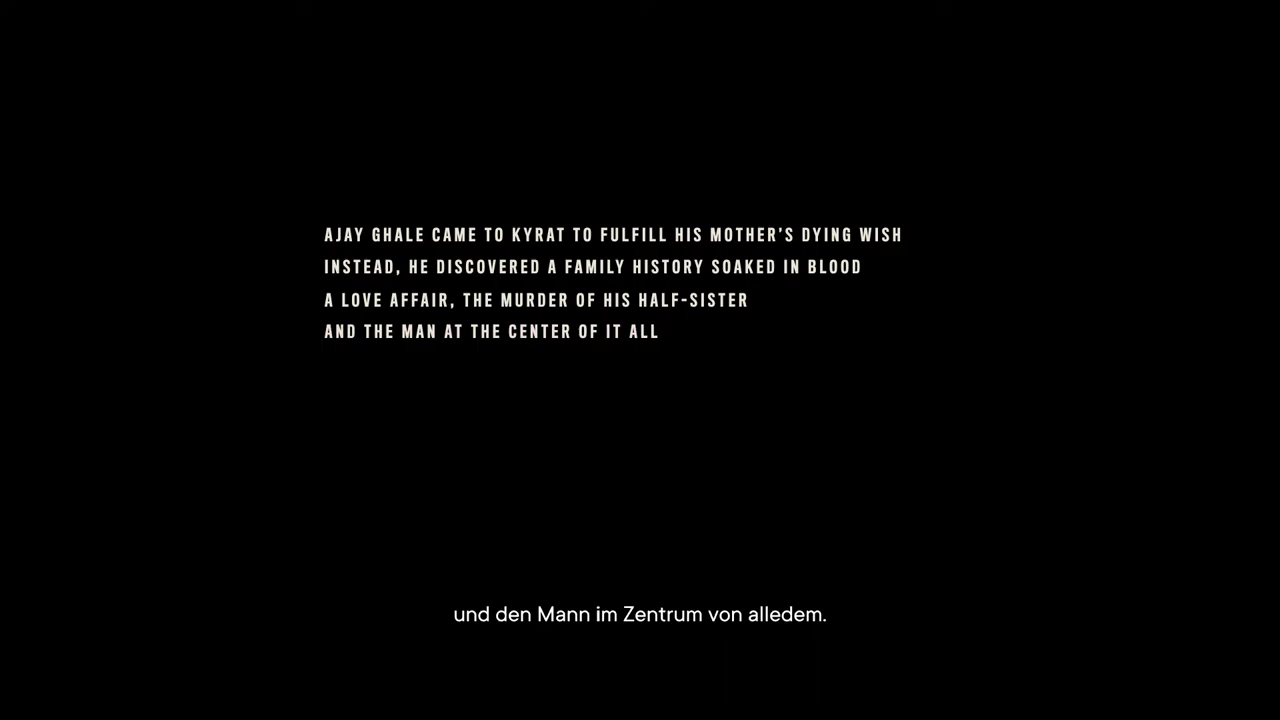 AJAY GHALE CAME TO KYRAT TO FULFILL HIS MOTHER'S DYING WISH
INSTEAD, HE DISCOVERED A FAMILY HISTORY SOAKED IN BLOOD
A LOVE AFFAIR, THE MURDER OF HIS HALF-SISTER
AND THE MAN AT THE CENTER OF IT ALL
und den Mann im Zentrum von alledem.